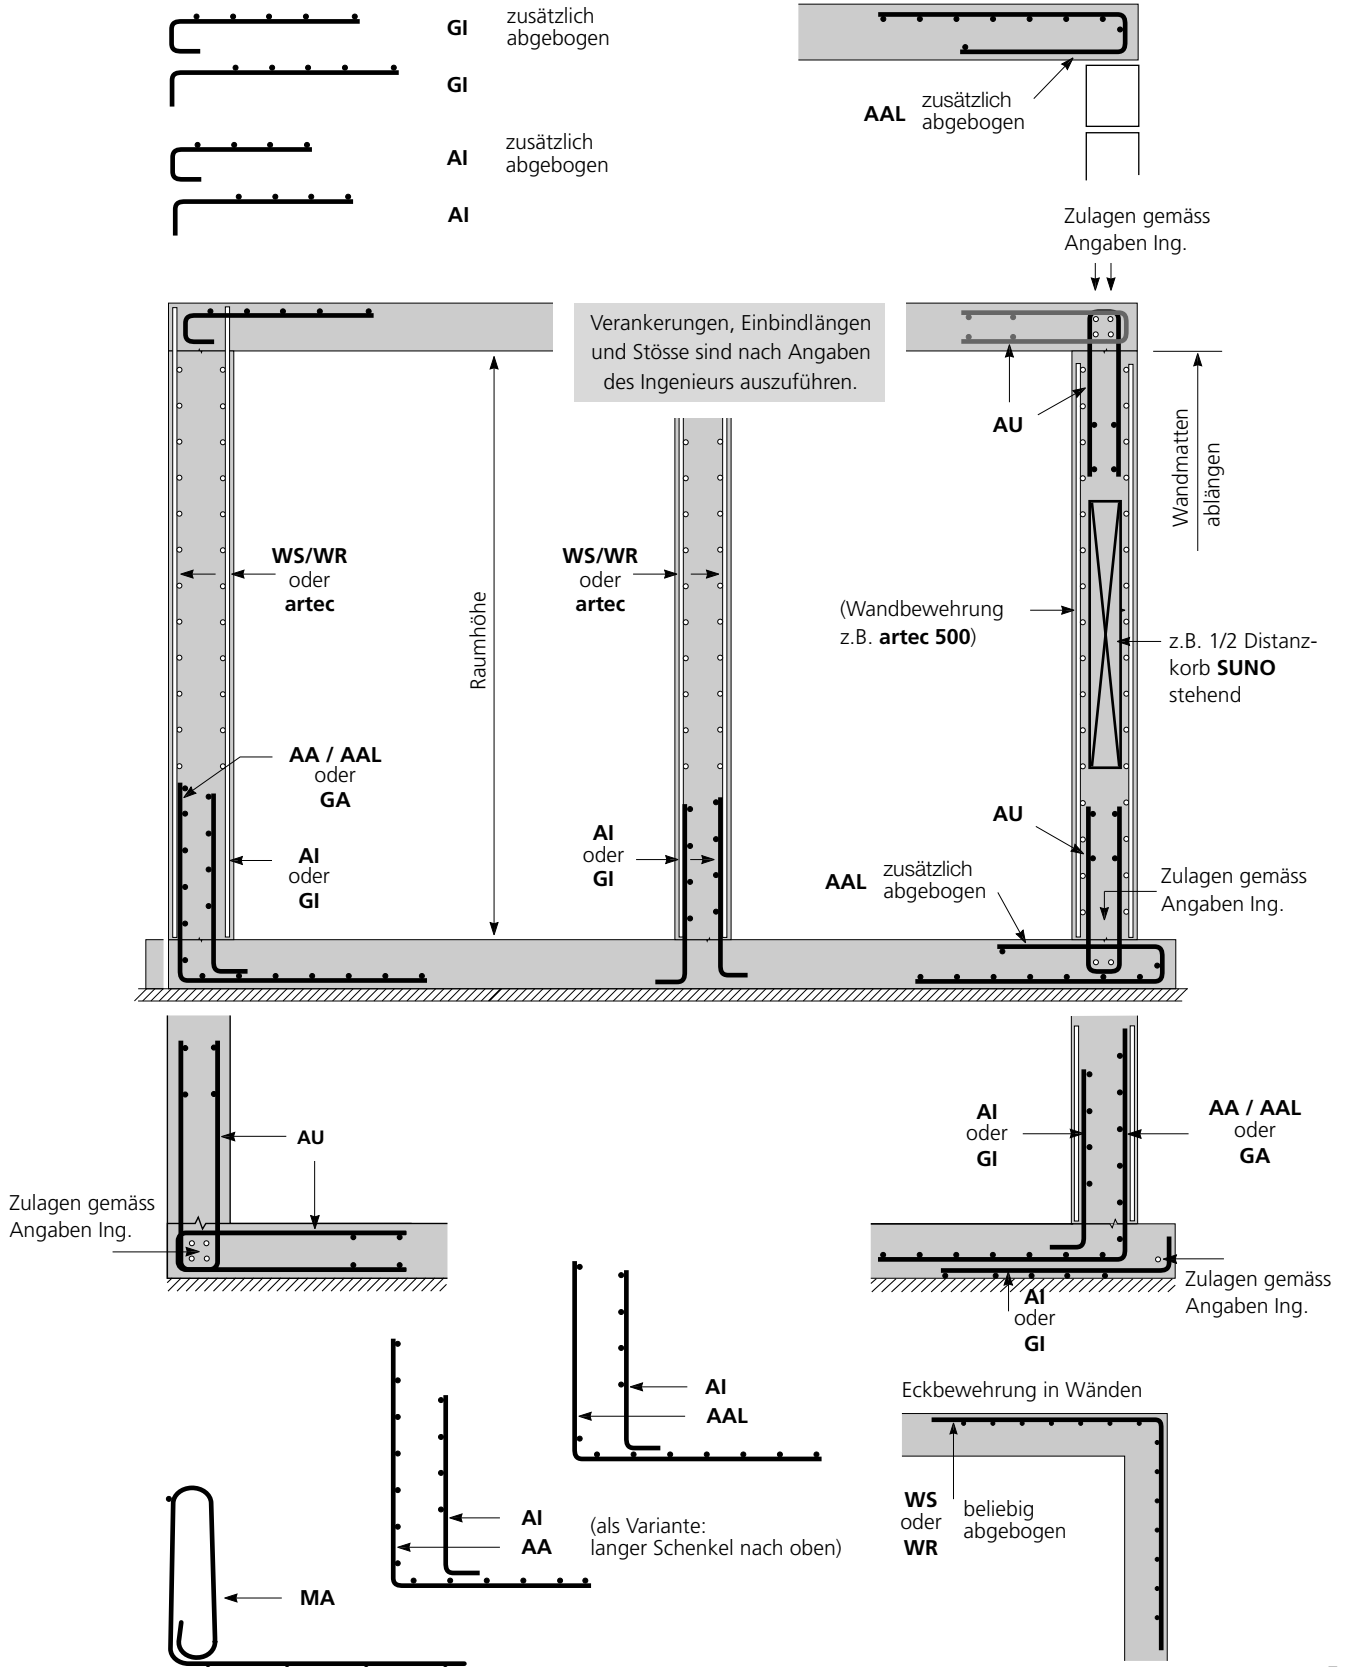 GI
zusätzlich
abgebogen
GI
AI
zusätzlich
abgebogen
AI
AAL
zusätzlich
abgebogen
Zulagen gemäss
Angaben Ing.
Verankerungen, Einbindlängen
und Stösse sind nach Angaben
des Ingenieurs auszuführen.
AU
Wandmatten
ablängen
WS/WR
oder
artec
Raumhöhe
WS/WR
oder
artec
(Wandbewehrung
z.B. artec 500)
z.B. 1/2 Distanz-
korb SUNO
stehend
AA / AAL
oder
GA
AI
oder
GI
AI
oder
GI
AU
AAL
zusätzlich
abgebogen
Zulagen gemäss
Angaben Ing.
AU
Zulagen gemäss
Angaben Ing.
AI
oder
GI
AA / AAL
oder
GA
Zulagen gemäss
Angaben Ing.
AI
oder
GI
AI
AAL
AI
AA
(als Variante:
langer Schenkel nach oben)
MA
Eckbewehrung in Wänden
WS
oder
WR
beliebig
abgebogen